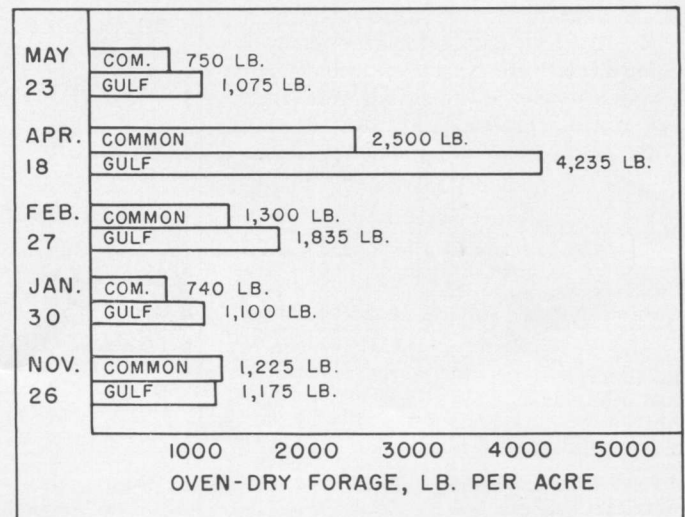 MAY
23
COM. 750 LB.
GULF 1,075 LB.
APR.
18
COMMON 2,500 LB.
GULF 4,235 LB.
FEB.
27
COMMON 1,300 LB.
GULF 1,835 LB.
JAN.
30
COM. 740 LB.
GULF 1,100 LB.
NOV.
26
COMMON 1,225 LB.
GULF 1,175 LB.
1000 2000 3000 4000 5000
OVEN-DRY FORAGE, LB. PER ACRE